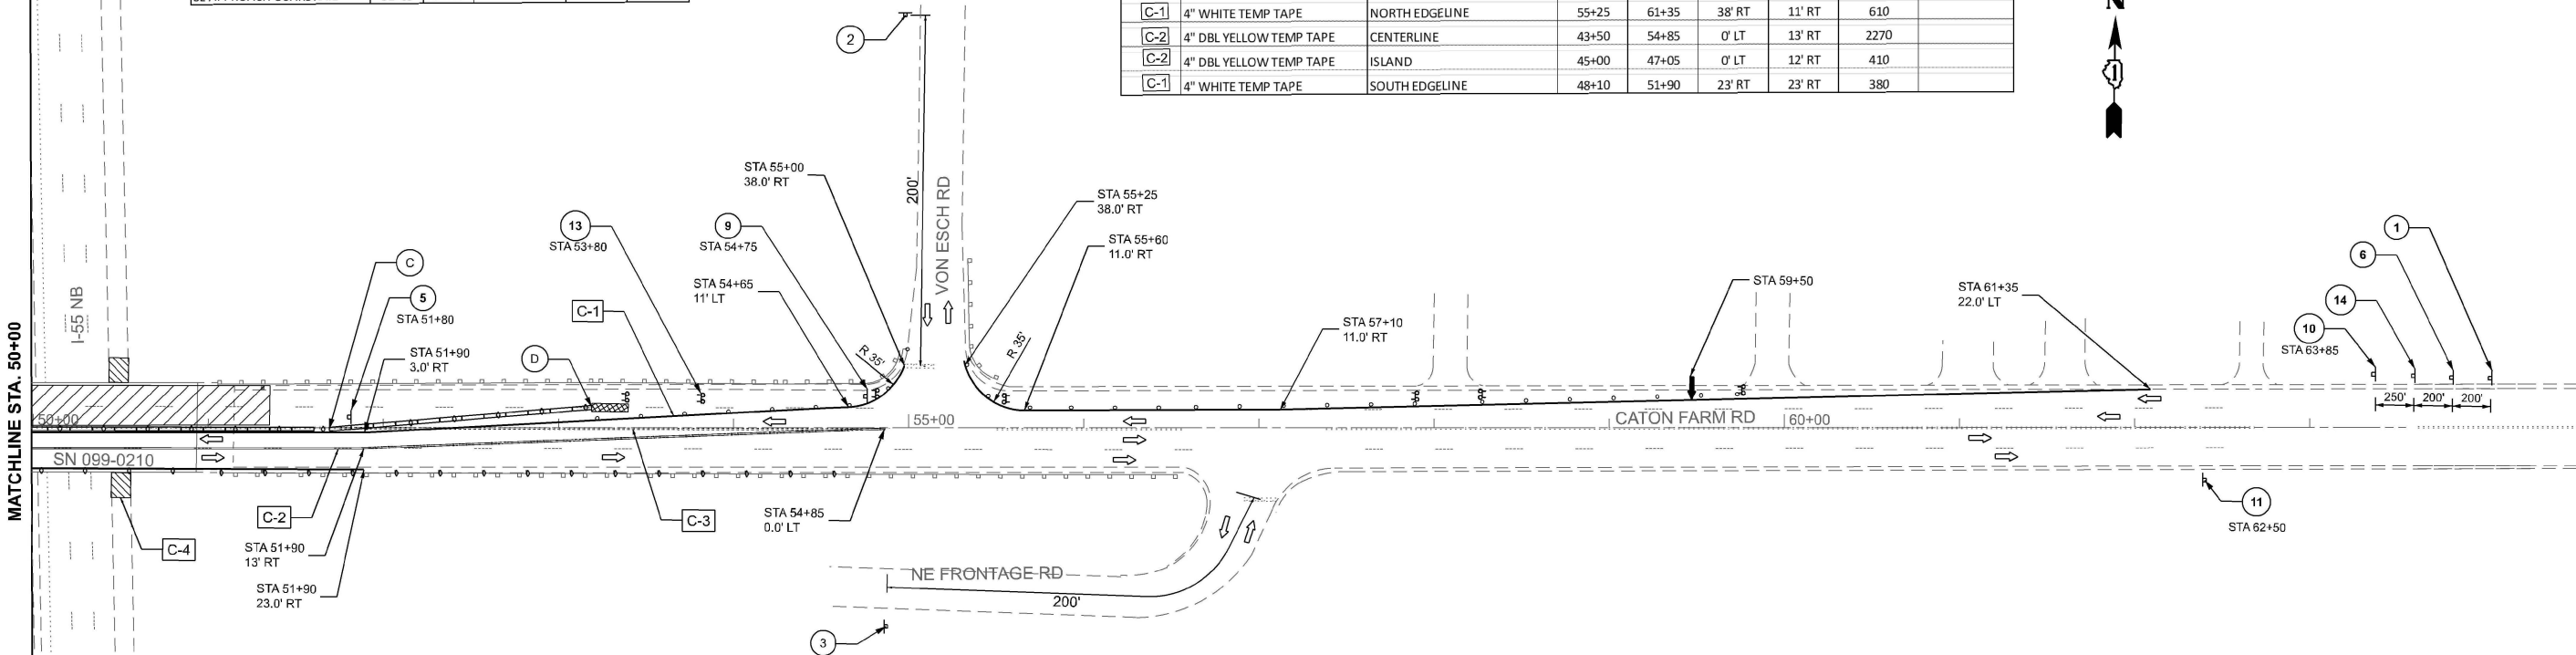 C-1 4" WHITE TEMP TAPE NORTH EDGELINE 55+25 61+35 38' RT 11' RT 610
C-2 4" DBL YELLOW TEMP TAPE CENTERLINE 43+50 54+85 0' LT 13' RT 2270
C-2 4" DBL YELLOW TEMP TAPE ISLAND 45+00 47+05 0' LT 12' RT 410
C-1 4" WHITE TEMP TAPE SOUTH EDGELINE 48+10 51+90 23' RT 23' RT 380
N
1
2
200'
VON ESCH RD
STA 55+00
38.0' RT
STA 55+25
38.0' RT
STA 55+60
11.0' RT
13
STA 53+80
9
STA 54+75
STA 54+65
11' LT
C
5
STA 51+80
C-1
STA 51+90
3.0' RT
D
R 35'
R 35'
I-55 NB
MATCHLINE STA. 50+00
STA 57+10
11.0' RT
STA 59+50
STA 61+35
22.0' LT
1
6
14
10
STA 63+85
250' 200' 200'
50+00
55+00
CATON FARM RD
60+00
SN 099-0210
C-2
C-3
C-4
STA 51+90
13' RT
STA 51+90
23.0' RT
STA 54+85
0.0' LT
11
STA 62+50
NE FRONTAGE RD
200'
3